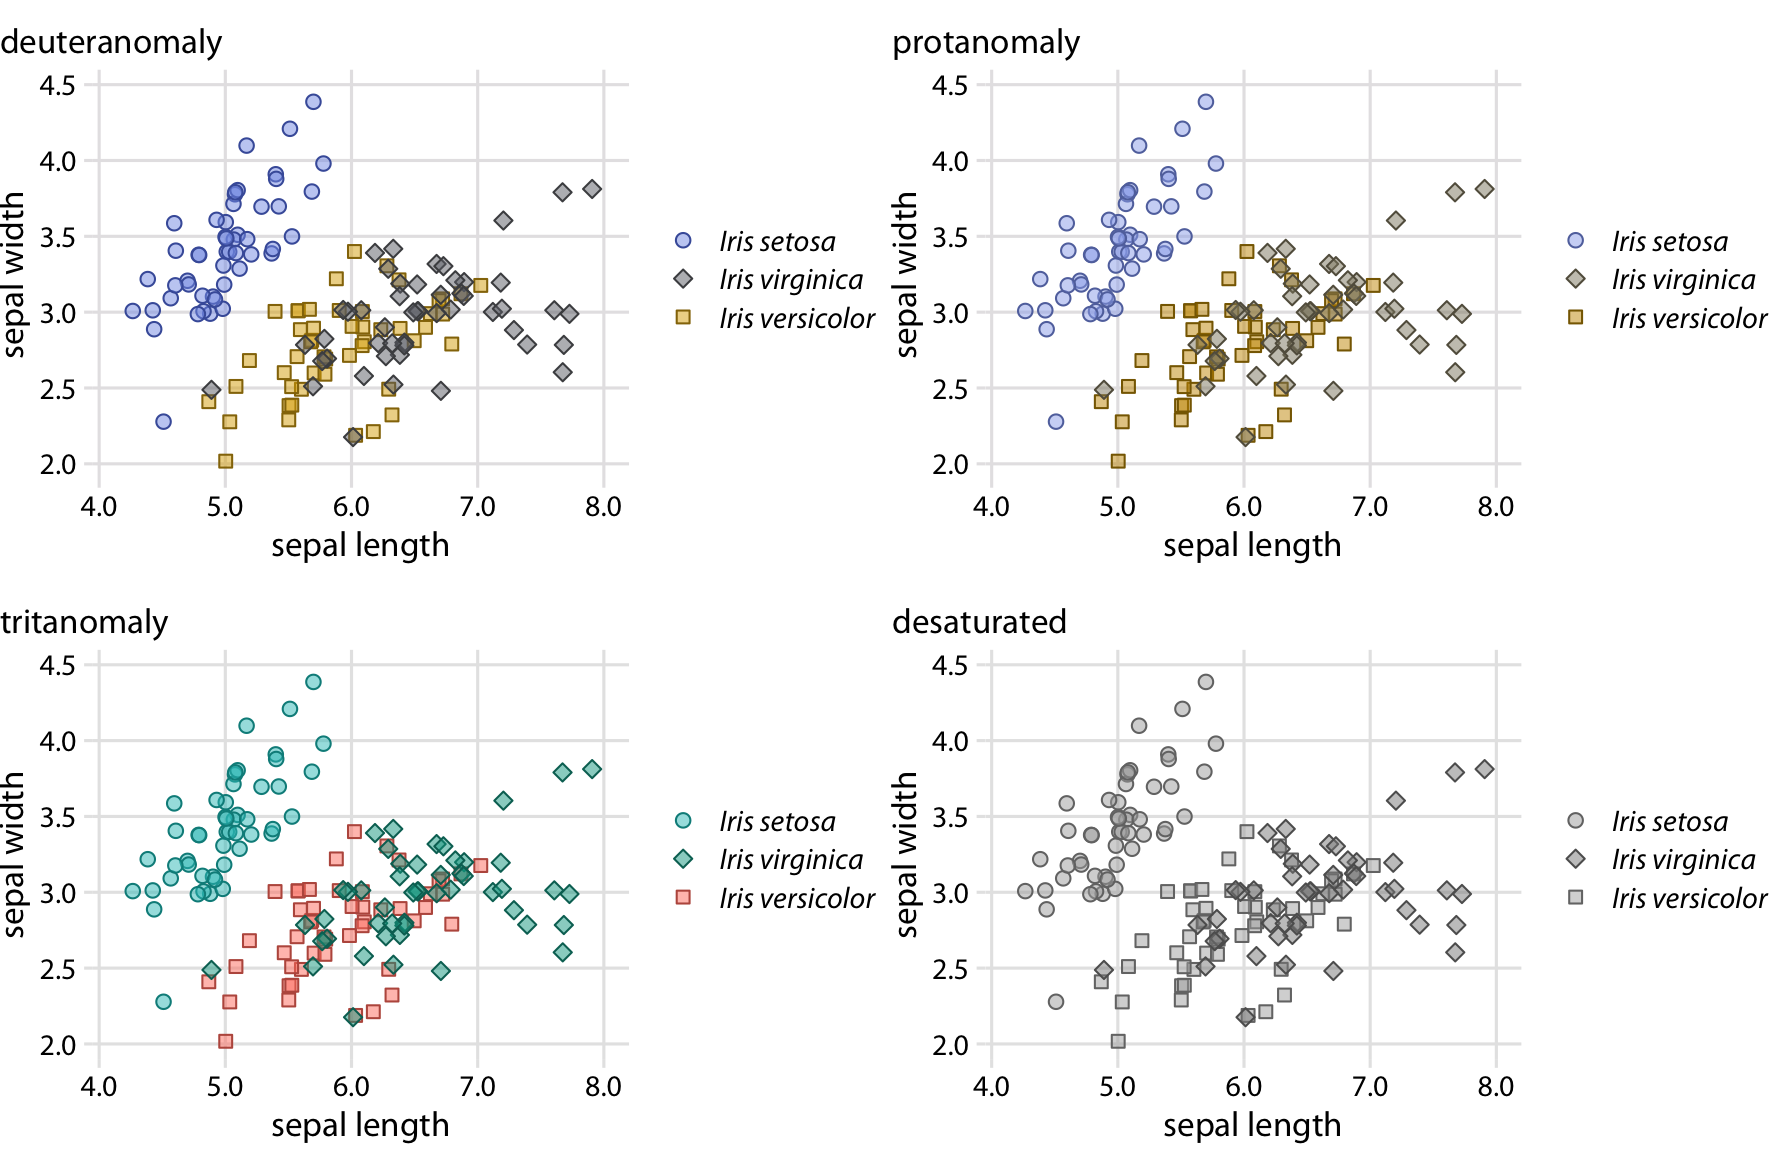 deuteranomaly
4.5
4.0
3.5
3.0
2.5
2.0
sepal width
4.0 5.0 6.0 7.0 8.0
sepal length
Iris setosa
Iris virginica
Iris versicolor
protanomaly
4.5
4.0
3.5
3.0
2.5
2.0
sepal width
4.0 5.0 6.0 7.0 8.0
sepal length
Iris setosa
Iris virginica
Iris versicolor
tritanomaly
4.5
4.0
3.5
3.0
2.5
2.0
sepal width
4.0 5.0 6.0 7.0 8.0
sepal length
Iris setosa
Iris virginica
Iris versicolor
desaturated
4.5
4.0
3.5
3.0
2.5
2.0
sepal width
4.0 5.0 6.0 7.0 8.0
sepal length
Iris setosa
Iris virginica
Iris versicolor